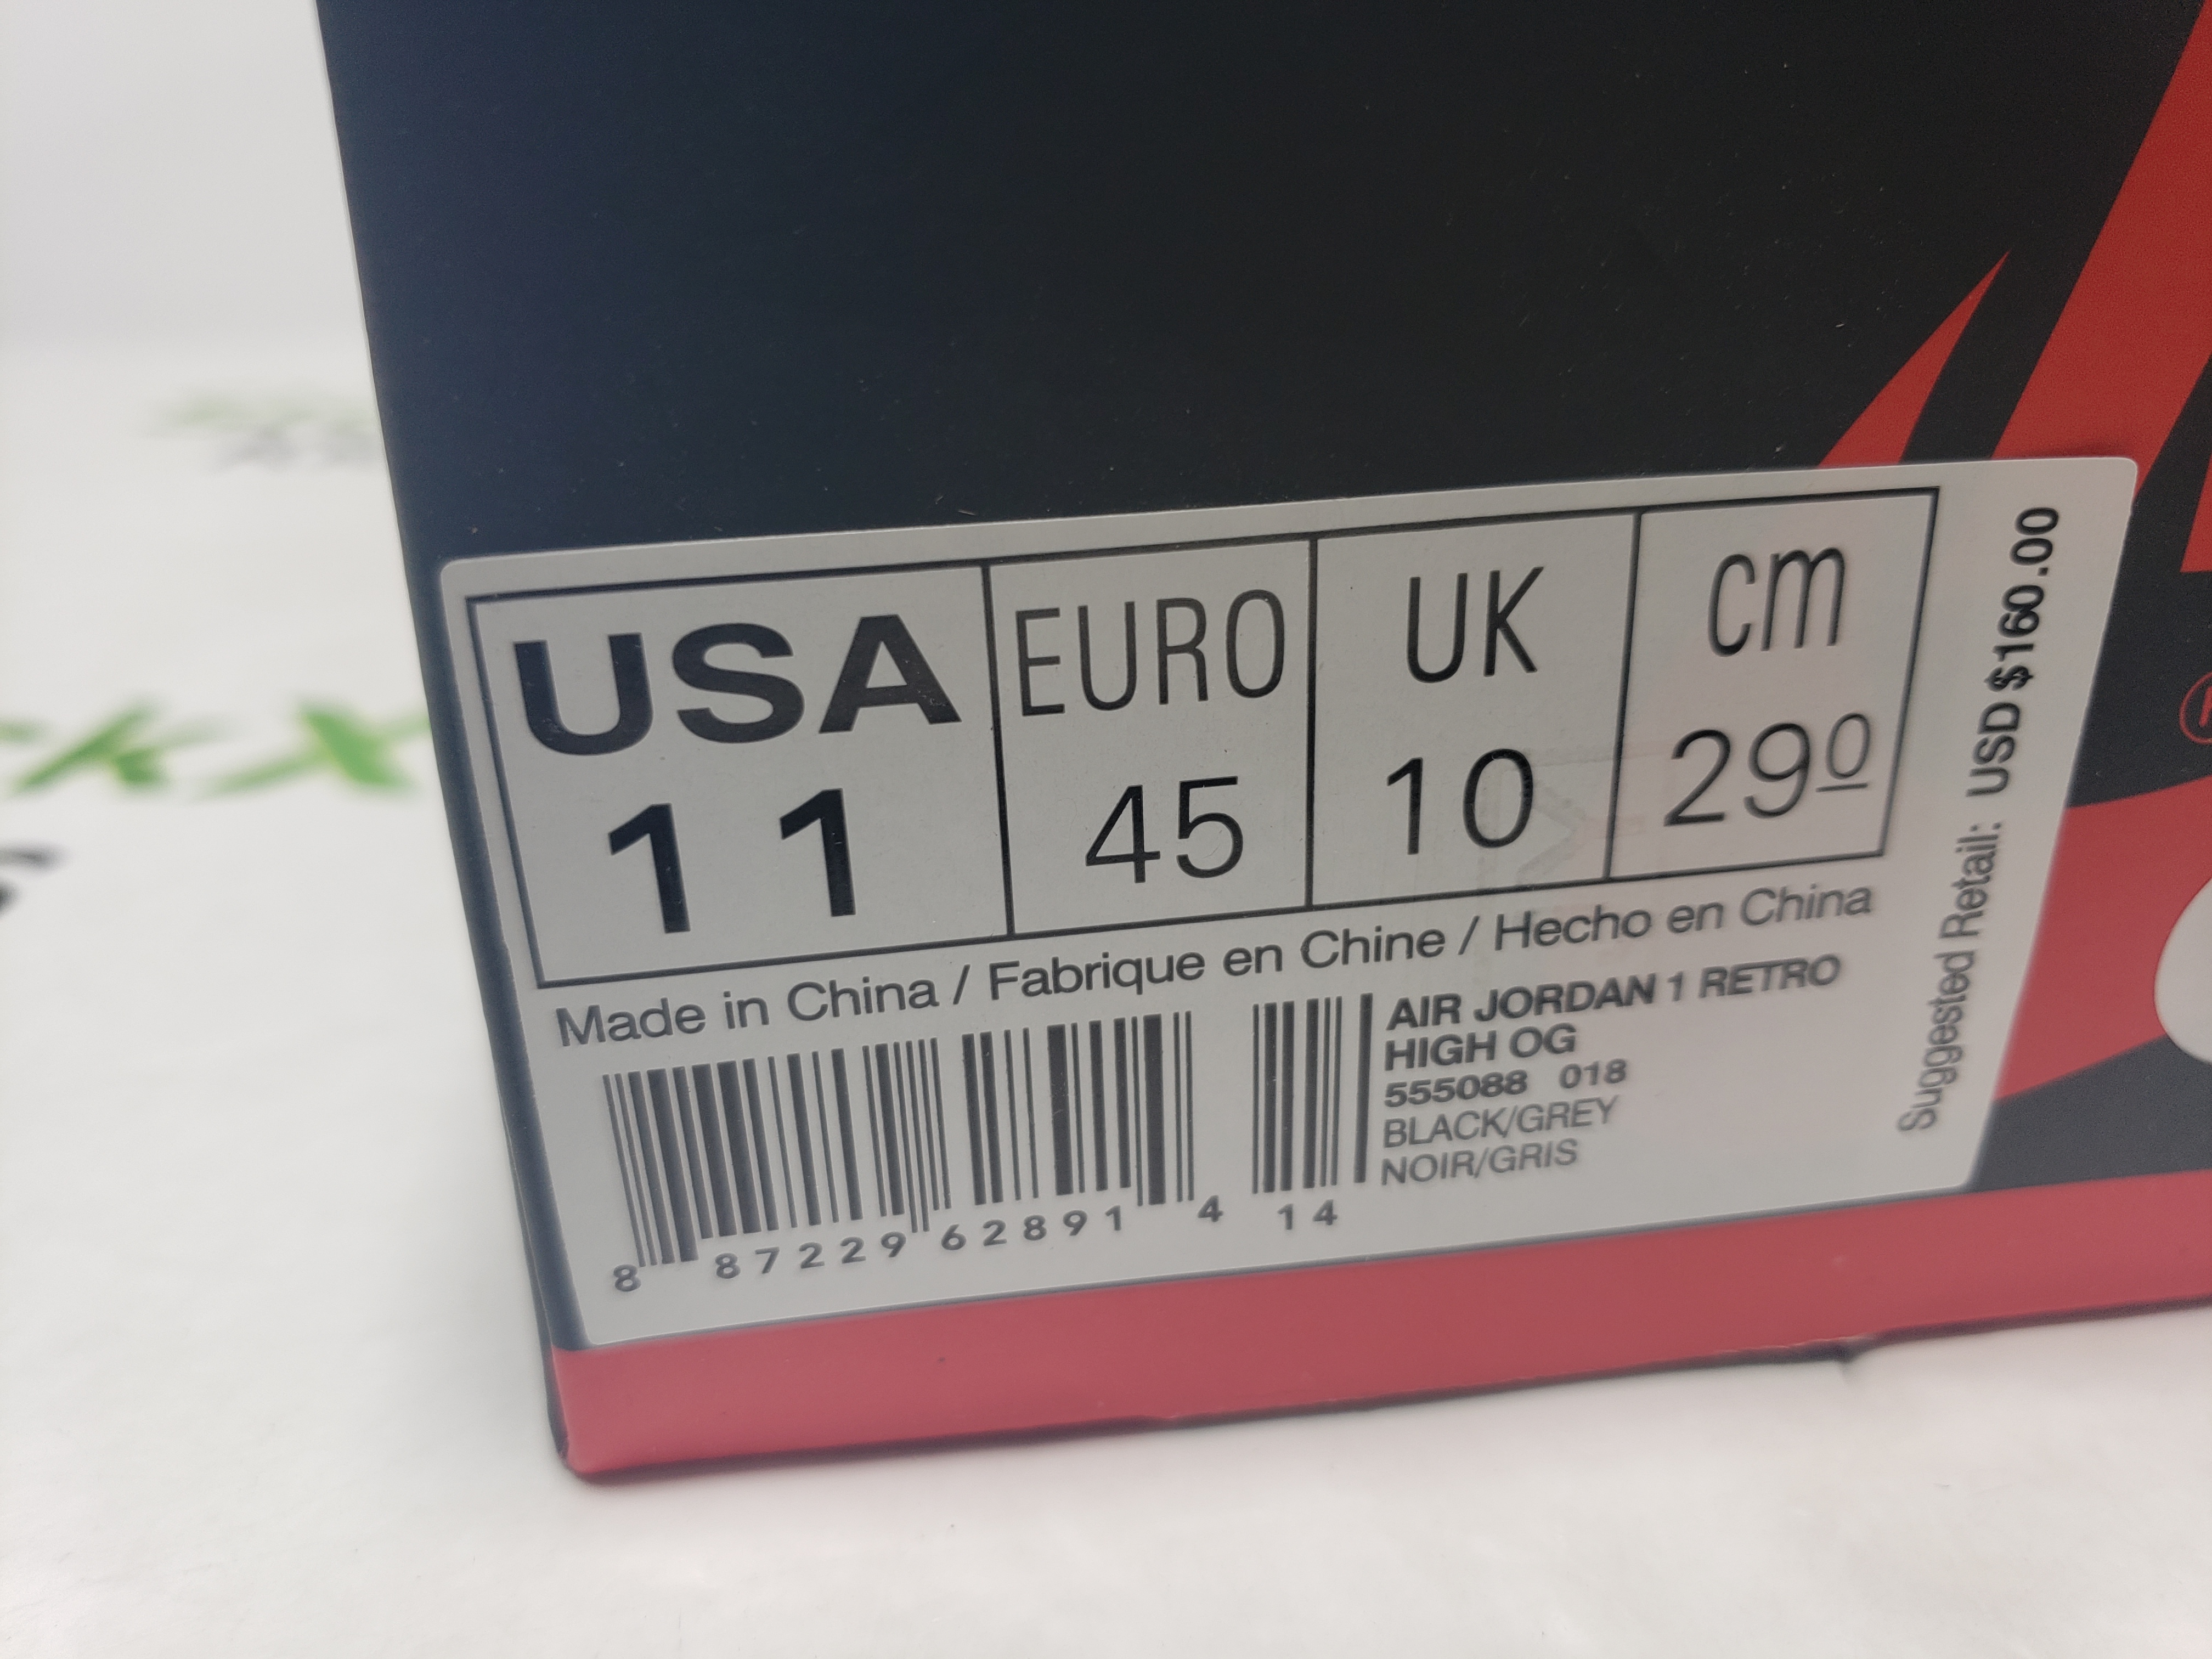 USA EURO UK cm
11 45 10 290
Made in China / Fabrique en Chine / Hecho en China
AIR JORDAN 1 RETRO
HIGH OG
555088 018
BLACK/GREY
NOIR/GRIS
8 87229 62891 4 14
Suggested Retail: USD $160.00